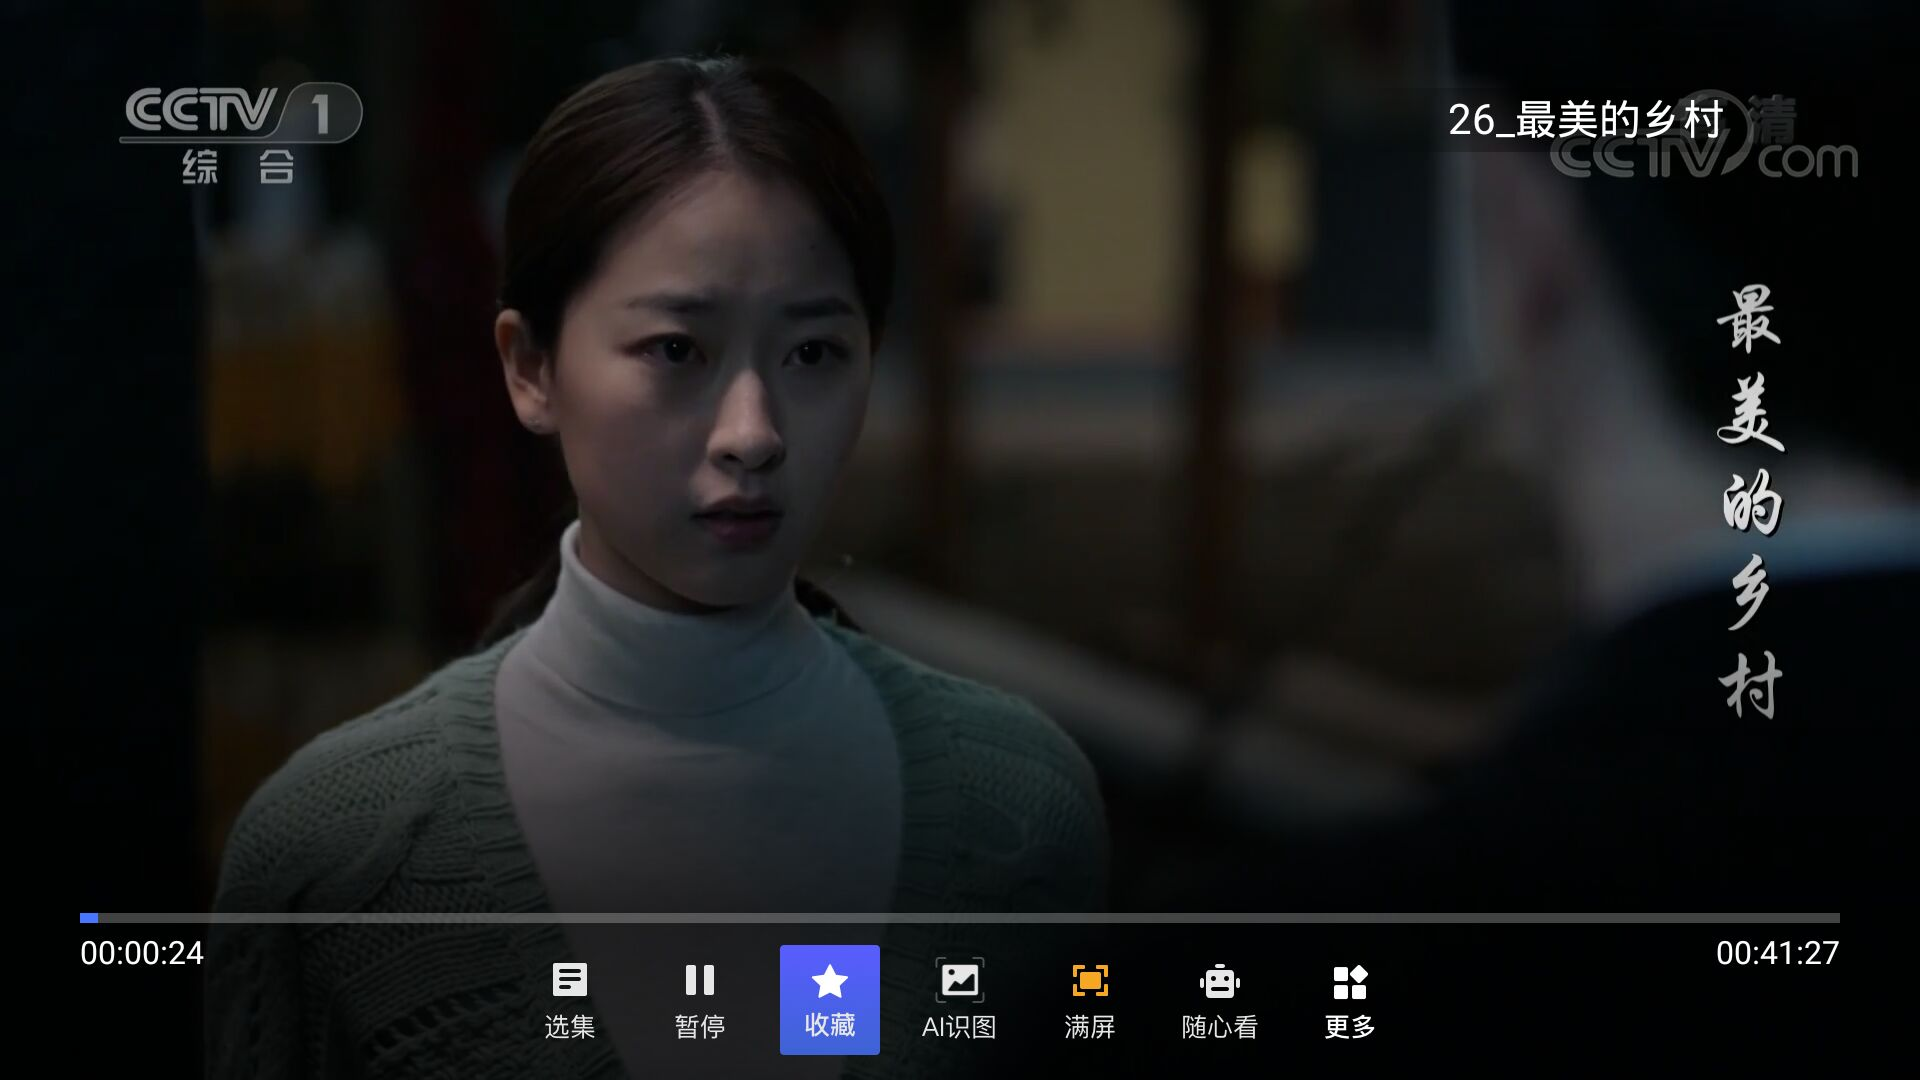 CCTV 1
综合
26_最美的乡村
清
CCTV com
最美的乡村
00:00:24
00:41:27
选集
暂停
收藏
AI识图
满屏
随心看
更多